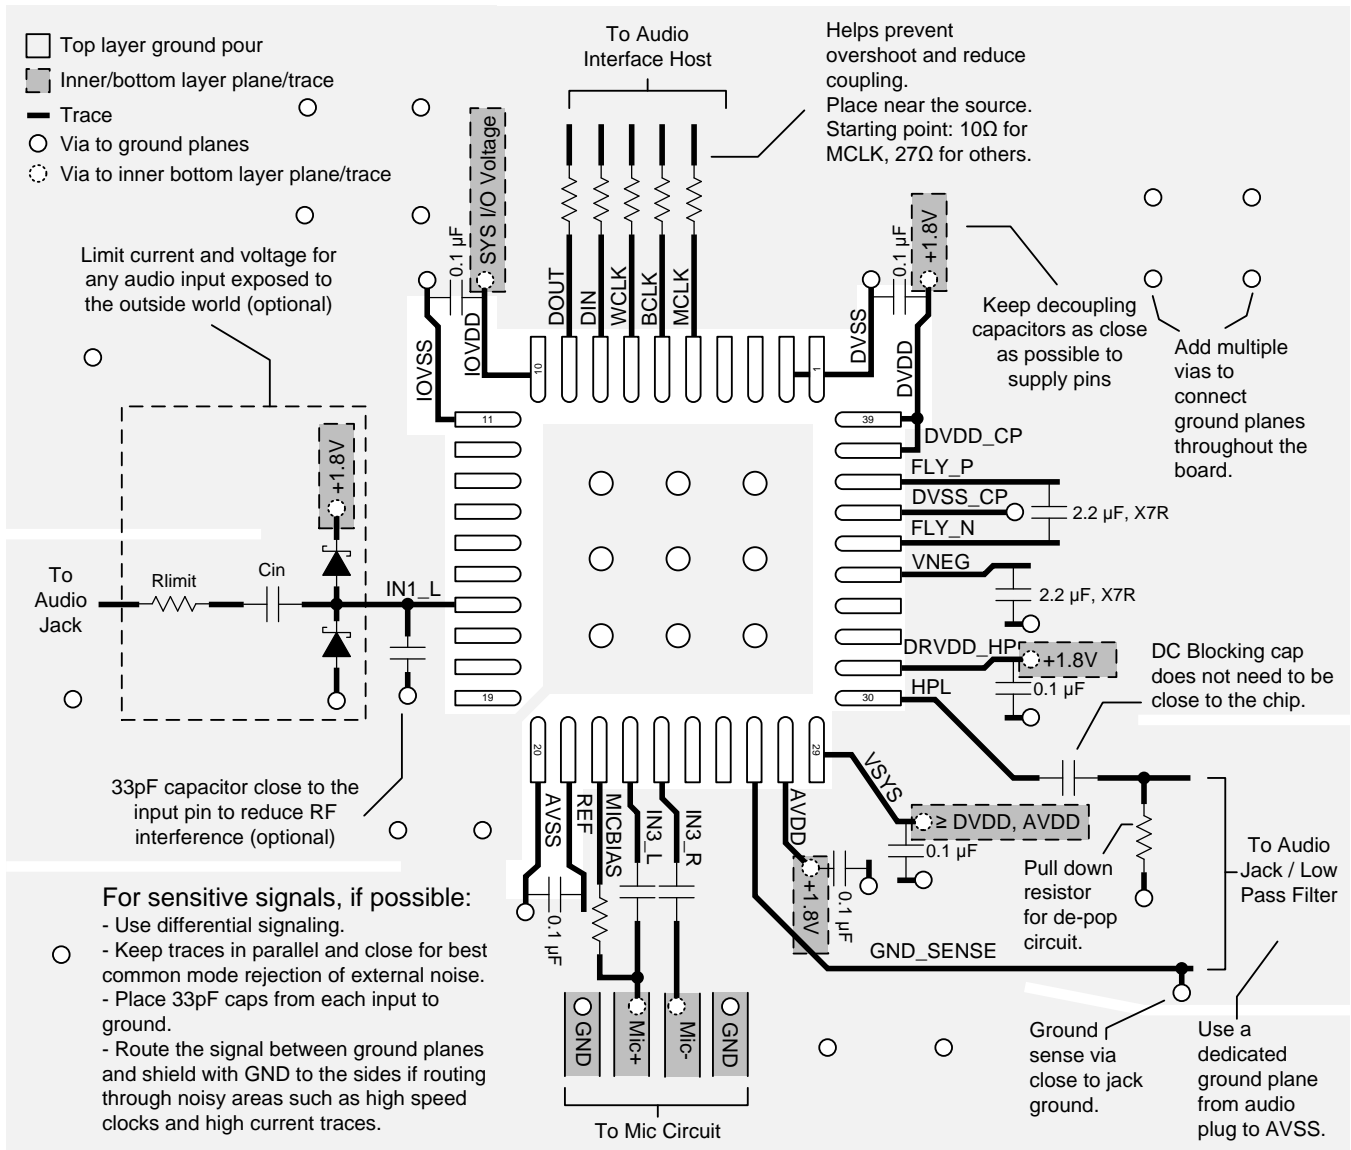 Top layer ground pour
Inner/bottom layer plane/trace
Trace
Via to ground planes
Via to inner bottom layer plane/trace
To Audio
Interface Host
Helps prevent
overshoot and reduce
coupling.
Place near the source.
Starting point: 10Ω for
MCLK, 27Ω for others.
SYS I/O Voltage
0.1 µF
IOVSS
IOVDD
DOUT
DIN
WCLK
BCLK
MCLK
DVSS
0.1 µF
+1.8V
DVDD
Limit current and voltage for
any audio input exposed to
the outside world (optional)
Keep decoupling
capacitors as close
as possible to
supply pins
Add multiple
vias to
connect
ground planes
throughout the
board.
10
1
11
39
DVDD_CP
FLY_P
DVSS_CP
FLY_N
2.2 µF, X7R
VNEG
2.2 µF, X7R
DRVDD_HP
+1.8V
0.1 µF
HPL
30
19
20
29
+1.8V
To
Audio
Jack
Rlimit
Cin
IN1_L
33pF capacitor close to the
input pin to reduce RF
interference (optional)
DC Blocking cap
does not need to be
close to the chip.
AVSS
REF
MICBIAS
IN3_L
IN3_R
AVDD
VSYS
≥ DVDD, AVDD
0.1 µF
0.1 µF
+1.8V
0.1 µF
GND_SENSE
Pull down
resistor
for de-pop
circuit.
To Audio
Jack / Low
Pass Filter
For sensitive signals, if possible:
- Use differential signaling.
- Keep traces in parallel and close for best
common mode rejection of external noise.
- Place 33pF caps from each input to
ground.
- Route the signal between ground planes
and shield with GND to the sides if routing
through noisy areas such as high speed
clocks and high current traces.
GND
Mic+
Mic-
GND
To Mic Circuit
Ground
sense via
close to jack
ground.
Use a
dedicated
ground plane
from audio
plug to AVSS.